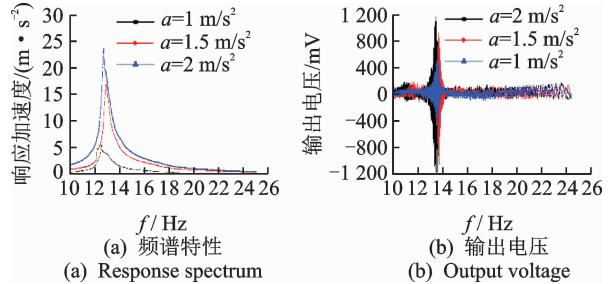 响应加速度/(m·s⁻²)
30
25
20
15
10
5
0
a=1 m/s²
a=1.5 m/s²
a=2 m/s²
10 12 14 16 18 20 22 24 26
f / Hz
(a) 频谱特性
(a) Response spectrum
输出电压/mV
1 200
800
400
0
−400
−800
−1 200
a=2 m/s²
a=1.5 m/s²
a=1 m/s²
10 12 14 16 18 20 22 24 26
f / Hz
(b) 输出电压
(b) Output voltage